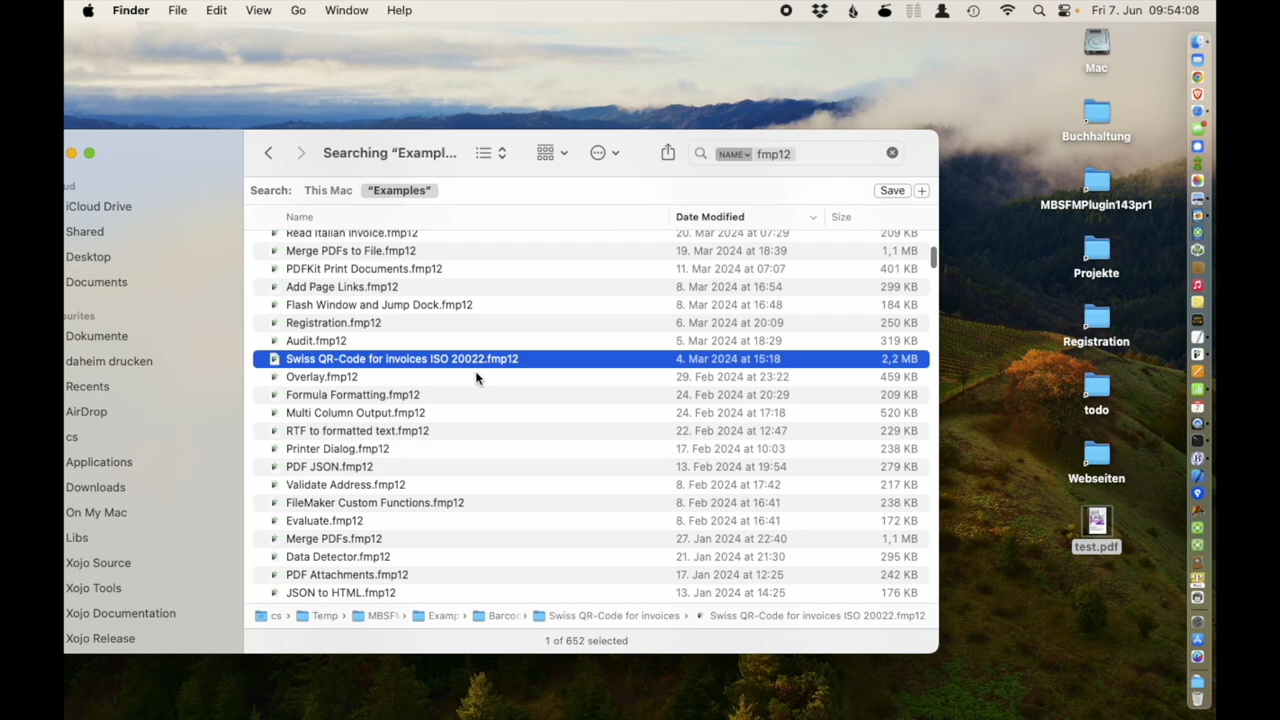 Finder File Edit View Go Window Help Fri 7. Jun 09:54:08
Mac
Buchhaltung
MBSFMPlugin143pr1
Projekte
Registration
todo
Webseiten
test.pdf
Searching “Exampl... NAME fmp12
Search: This Mac “Examples” Save +
ud
iCloud Drive
Shared
Desktop
Documents
ourites
Dokumente
daheim drucken
Recents
AirDrop
cs
Applications
Downloads
On My Mac
Libs
Xojo Source
Xojo Tools
Xojo Documentation
Xojo Release
Name Date Modified Size
Read Italian Invoice.fmp12 20. Mar 2024 at 07:29 209 KB
Merge PDFs to File.fmp12 19. Mar 2024 at 18:39 1,1 MB
PDFKit Print Documents.fmp12 11. Mar 2024 at 07:07 401 KB
Add Page Links.fmp12 8. Mar 2024 at 16:54 299 KB
Flash Window and Jump Dock.fmp12 8. Mar 2024 at 16:48 184 KB
Registration.fmp12 6. Mar 2024 at 20:09 250 KB
Audit.fmp12 5. Mar 2024 at 18:29 319 KB
Swiss QR-Code for invoices ISO 20022.fmp12 4. Mar 2024 at 15:18 2,2 MB
Overlay.fmp12 29. Feb 2024 at 23:22 459 KB
Formula Formatting.fmp12 24. Feb 2024 at 20:29 209 KB
Multi Column Output.fmp12 24. Feb 2024 at 17:18 520 KB
RTF to formatted text.fmp12 22. Feb 2024 at 12:47 229 KB
Printer Dialog.fmp12 17. Feb 2024 at 10:03 238 KB
PDF JSON.fmp12 13. Feb 2024 at 19:54 279 KB
Validate Address.fmp12 8. Feb 2024 at 17:42 217 KB
FileMaker Custom Functions.fmp12 8. Feb 2024 at 16:41 238 KB
Evaluate.fmp12 8. Feb 2024 at 16:41 172 KB
Merge PDFs.fmp12 27. Jan 2024 at 22:40 1,1 MB
Data Detector.fmp12 21. Jan 2024 at 21:30 295 KB
PDF Attachments.fmp12 17. Jan 2024 at 12:25 242 KB
JSON to HTML.fmp12 13. Jan 2024 at 14:25 176 KB
cs › Temp › MBSF › Examp › Barco › Swiss QR-Code for invoices › Swiss QR-Code for invoices ISO 20022.fmp12
1 of 652 selected